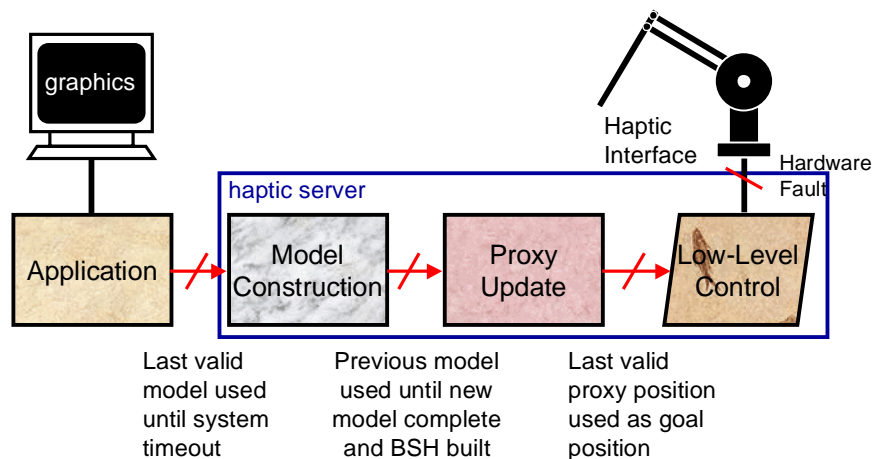 graphics
Haptic
Interface
Hardware
Fault
haptic server
Application
Model
Construction
Proxy
Update
Low-Level
Control
Last valid
model used
until system
timeout
Previous model
used until new
model complete
and BSH built
Last valid
proxy position
used as goal
position